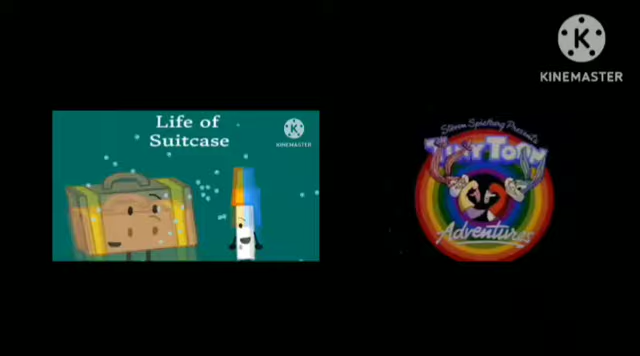 KINEMASTER
Life of
Suitcase
KINEMASTER
Steven Spielberg Presents
TINY TOON
Adventures